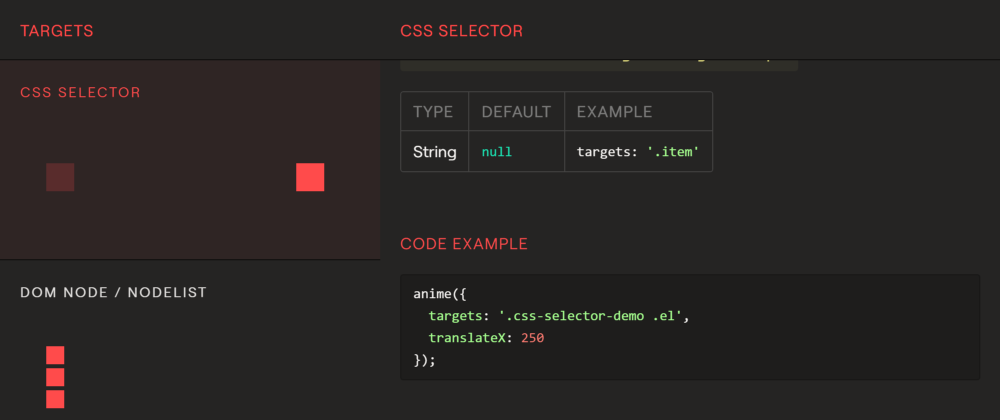 TARGETS
CSS SELECTOR
CSS SELECTOR
DOM NODE / NODELIST
TYPE DEFAULT EXAMPLE
String null targets: '.item'
CODE EXAMPLE
anime({
  targets: '.css-selector-demo .el',
  translateX: 250
});